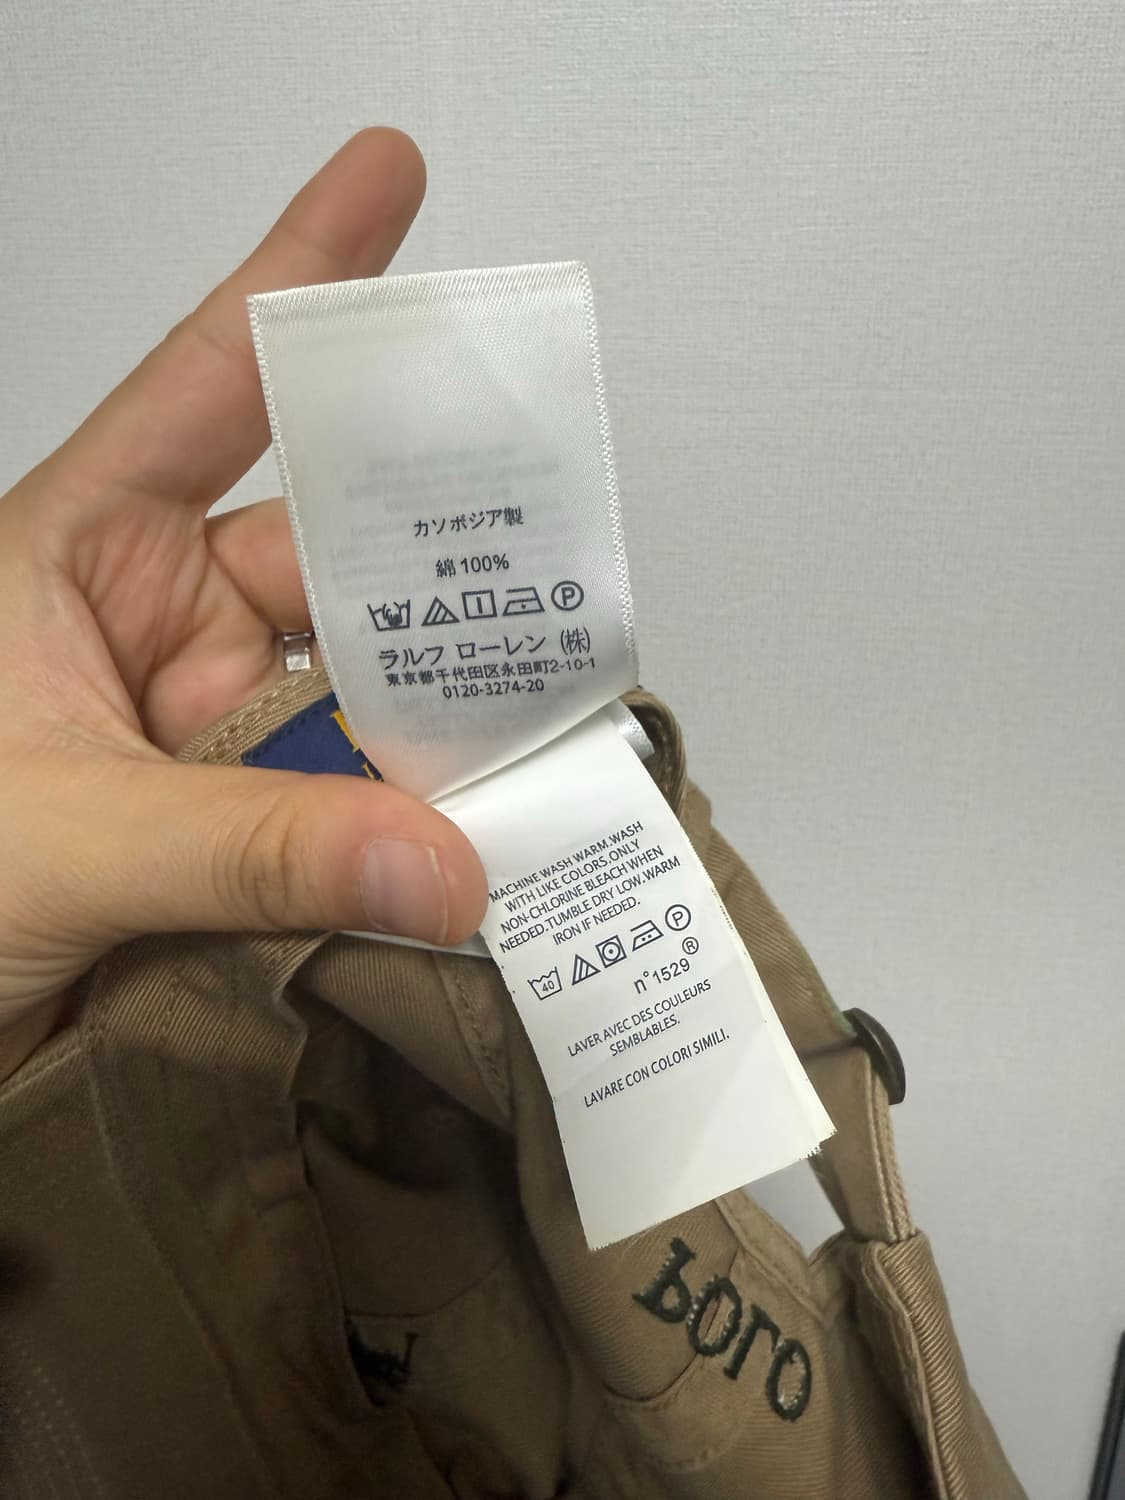 カソボジア製
綿 100%
P
ラルフ ローレン (株)
東京都千代田区永田町2-10-1
0120-3274-20
MACHINE WASH WARM.WASH
WITH LIKE COLORS.ONLY
NON-CHLORINE BLEACH WHEN
NEEDED.TUMBLE DRY LOW.WARM
IRON IF NEEDED.
40 P
n°1529 ®
LAVER AVEC DES COULEURS
SEMBLABLES.
LAVARE CON COLORI SIMILI.
POLO